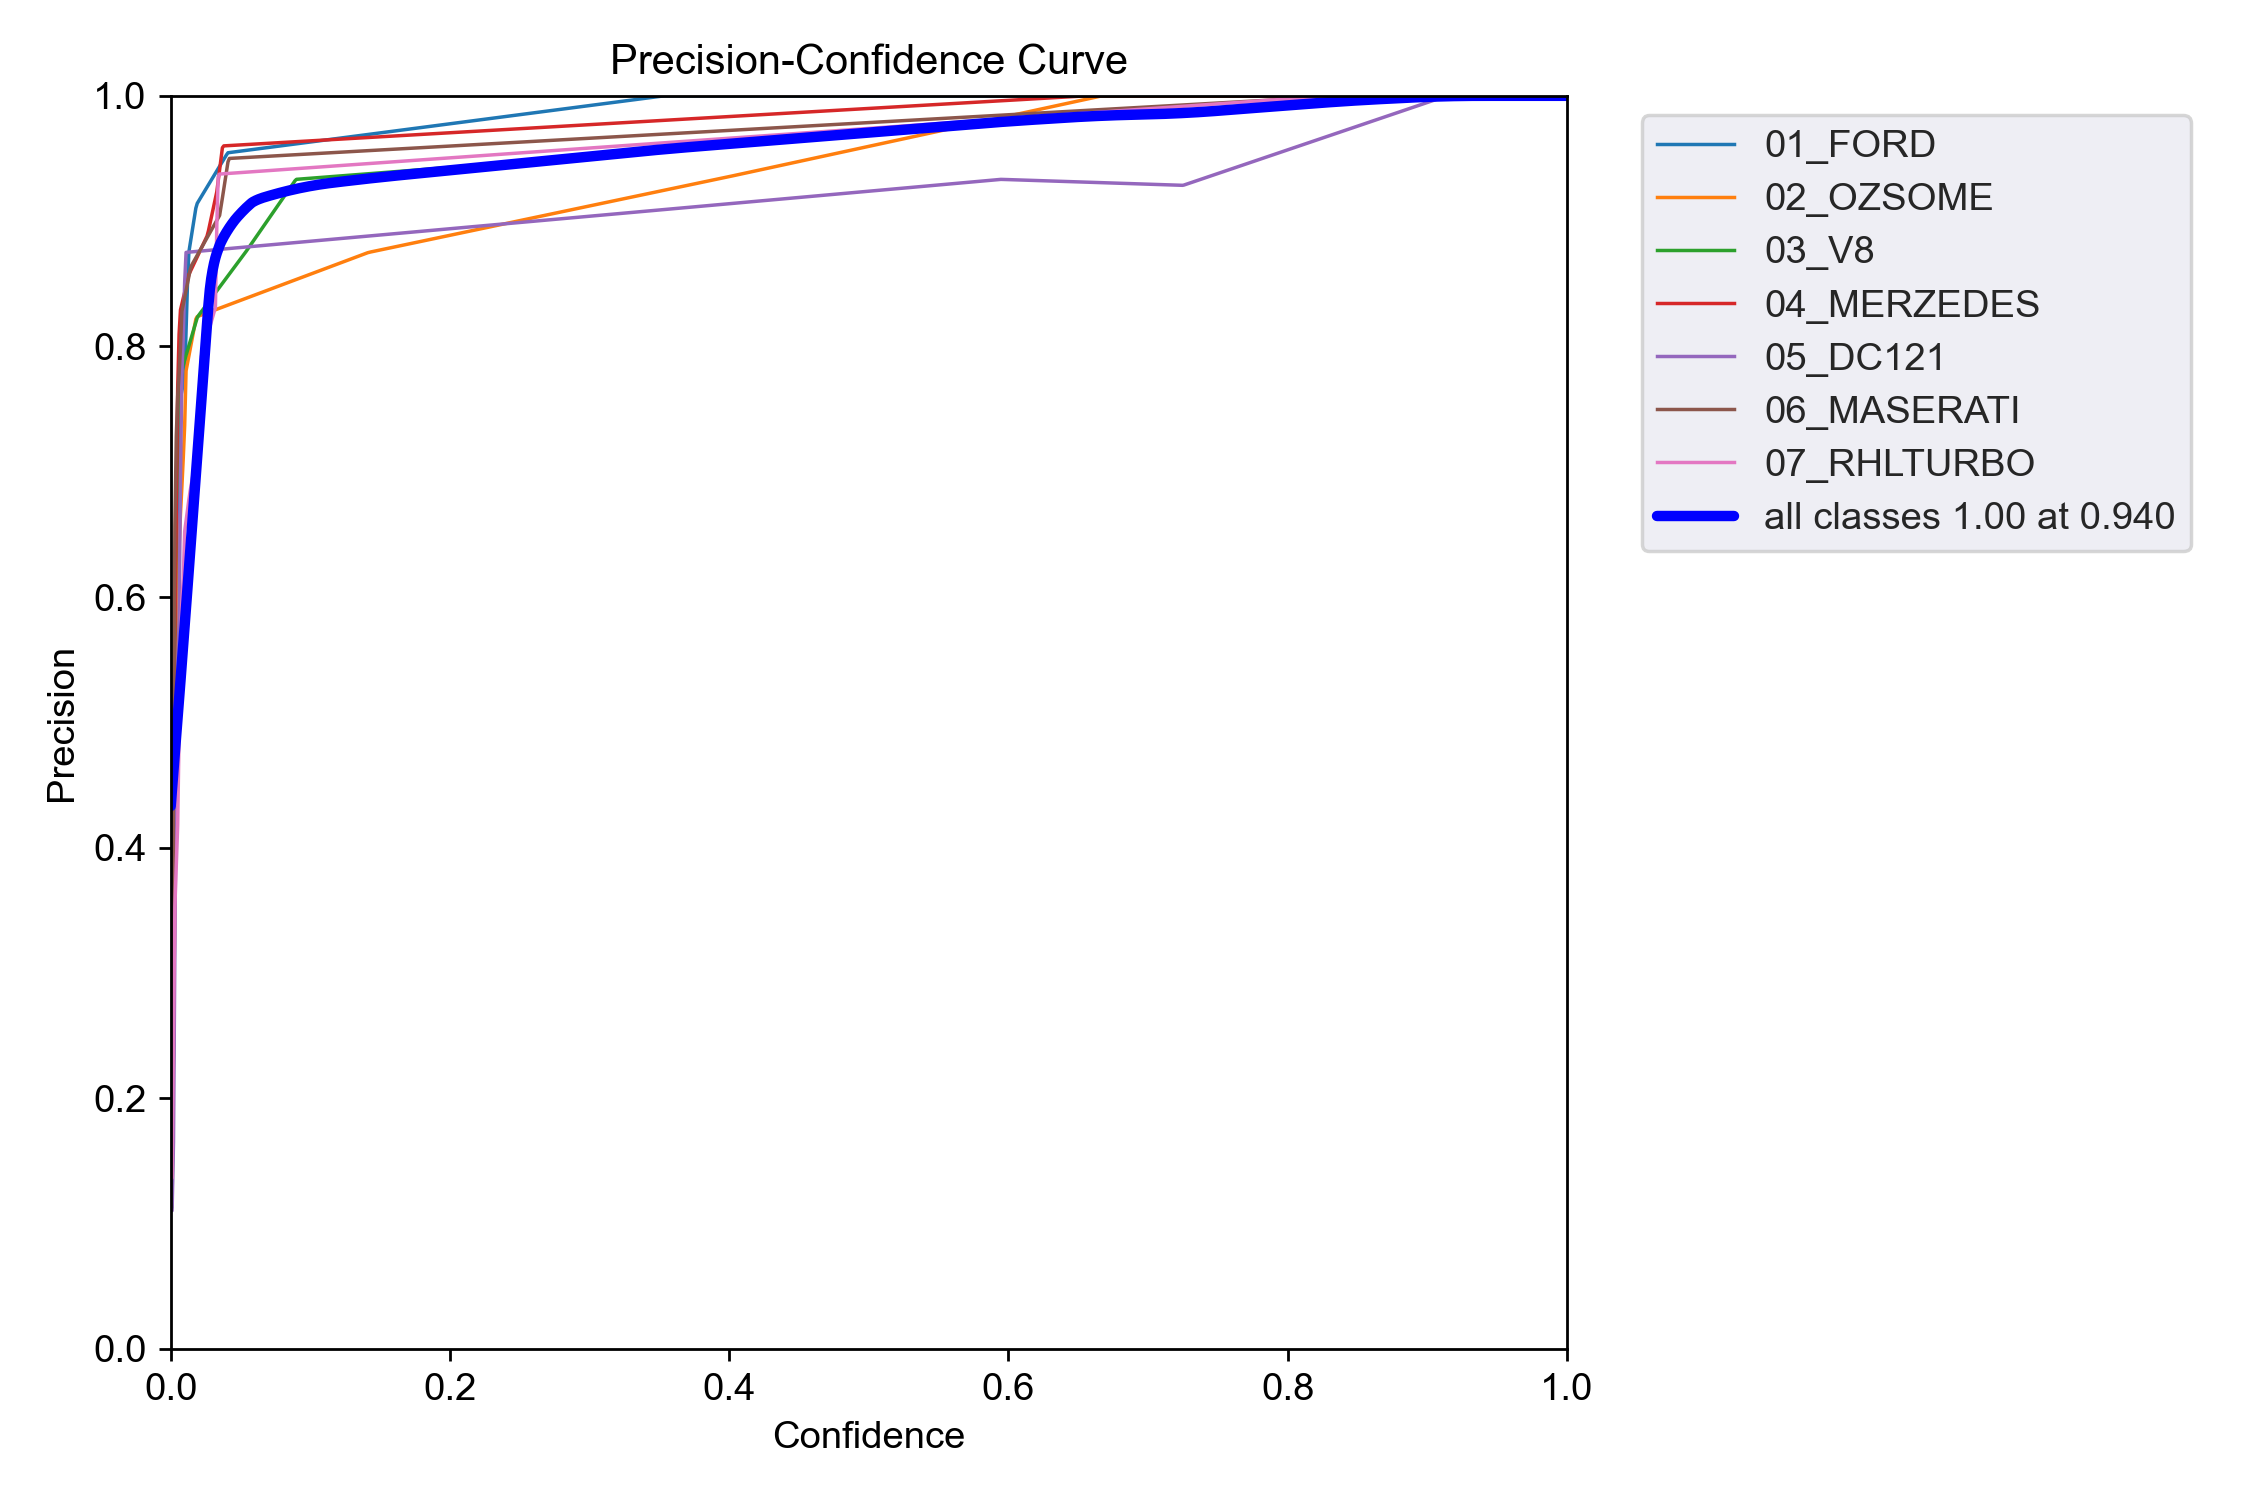 Precision-Confidence Curve
1.0
0.8
0.6
0.4
0.2
0.0
Precision
0.0 0.2 0.4 0.6 0.8 1.0
Confidence
01_FORD
02_OZSOME
03_V8
04_MERZEDES
05_DC121
06_MASERATI
07_RHLTURBO
all classes 1.00 at 0.940